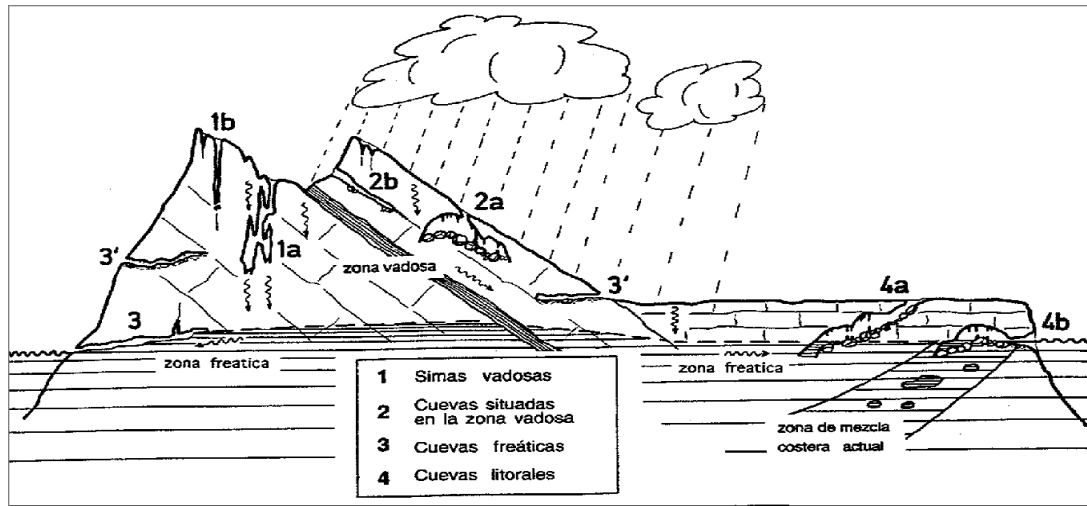 1b
2b
2a
1a
3'
zona vadosa
3'
4a
3
4b
zona freatica
zona freatica
1 Simas vadosas
2 Cuevas situadas
en la zona vadosa
3 Cuevas freáticas
4 Cuevas litorales
zona de mezcla
costera actual